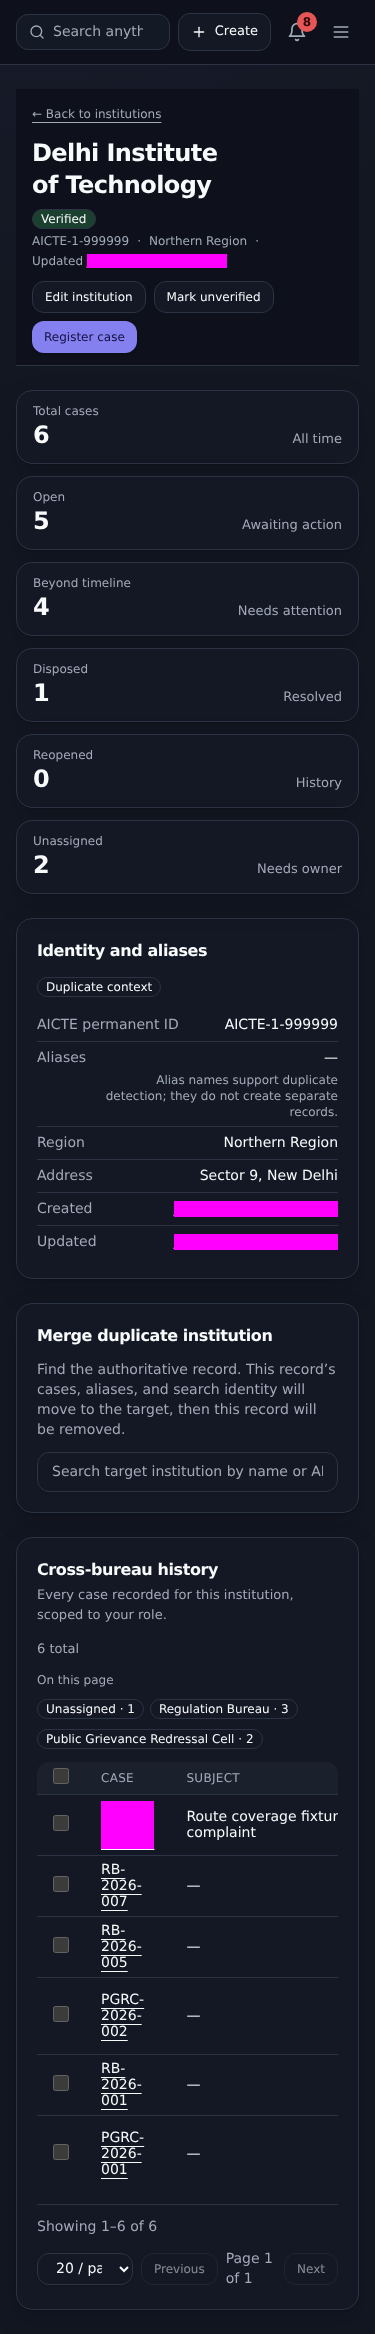 Search anyth
Create
8
← Back to institutions
Delhi Institute
of Technology
Verified
AICTE-1-999999 · Northern Region ·
Updated
Edit institution
Mark unverified
Register case
Total cases
6
All time
Open
5
Awaiting action
Beyond timeline
4
Needs attention
Disposed
1
Resolved
Reopened
0
History
Unassigned
2
Needs owner
Identity and aliases
Duplicate context
AICTE permanent ID
AICTE-1-999999
Aliases
—
Alias names support duplicate
detection; they do not create separate
records.
Region
Northern Region
Address
Sector 9, New Delhi
Created
Updated
Merge duplicate institution
Find the authoritative record. This record’s
cases, aliases, and search identity will
move to the target, then this record will
be removed.
Search target institution by name or AI
Cross-bureau history
Every case recorded for this institution,
scoped to your role.
6 total
On this page
Unassigned · 1
Regulation Bureau · 3
Public Grievance Redressal Cell · 2
CASE
SUBJECT
Route coverage fixtur
complaint
RB-
2026-
007
—
RB-
2026-
005
—
PGRC-
2026-
002
—
RB-
2026-
001
—
PGRC-
2026-
001
—
Showing 1–6 of 6
20 / pa
Previous
Page 1
of 1
Next